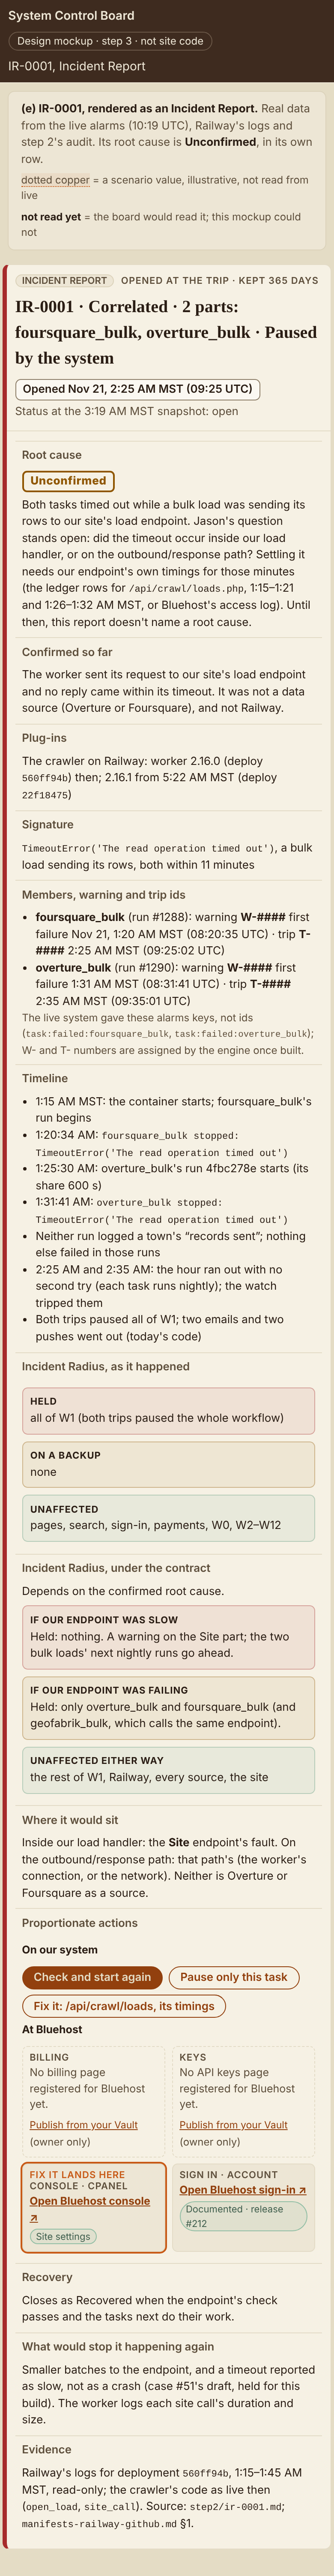 System Control Board
Design mockup · step 3 · not site code
IR-0001, Incident Report
(e) IR-0001, rendered as an Incident Report. Real data
from the live alarms (10:19 UTC), Railway's logs and
step 2's audit. Its root cause is Unconfirmed, in its own
row.
dotted copper = a scenario value, illustrative, not read from
live
not read yet = the board would read it; this mockup could
not
INCIDENT REPORT OPENED AT THE TRIP · KEPT 365 DAYS
IR-0001 · Correlated · 2 parts:
foursquare_bulk, overture_bulk · Paused
by the system
Opened Nov 21, 2:25 AM MST (09:25 UTC)
Status at the 3:19 AM MST snapshot: open
Root cause
Unconfirmed
Both tasks timed out while a bulk load was sending its
rows to our site's load endpoint. Jason's question
stands open: did the timeout occur inside our load
handler, or on the outbound/response path? Settling it
needs our endpoint's own timings for those minutes
(the ledger rows for /api/crawl/loads.php, 1:15–1:21
and 1:26–1:32 AM MST, or Bluehost's access log). Until
then, this report doesn't name a root cause.
Confirmed so far
The worker sent its request to our site's load endpoint
and no reply came within its timeout. It was not a data
source (Overture or Foursquare), and not Railway.
Plug-ins
The crawler on Railway: worker 2.16.0 (deploy
560ff94b) then; 2.16.1 from 5:22 AM MST (deploy
22f18475)
Signature
TimeoutError('The read operation timed out'), a bulk
load sending its rows, both within 11 minutes
Members, warning and trip ids
• foursquare_bulk (run #1288): warning W-#### first
failure Nov 21, 1:20 AM MST (08:20:35 UTC) · trip T-
#### 2:25 AM MST (09:25:02 UTC)
• overture_bulk (run #1290): warning W-#### first
failure 1:31 AM MST (08:31:41 UTC) · trip T-####
2:35 AM MST (09:35:01 UTC)
The live system gave these alarms keys, not ids
(task:failed:foursquare_bulk, task:failed:overture_bulk);
W- and T- numbers are assigned by the engine once built.
Timeline
• 1:15 AM MST: the container starts; foursquare_bulk's
run begins
• 1:20:34 AM: foursquare_bulk stopped:
TimeoutError('The read operation timed out')
• 1:25:30 AM: overture_bulk's run 4fbc278e starts (its
share 600 s)
• 1:31:41 AM: overture_bulk stopped:
TimeoutError('The read operation timed out')
• Neither run logged a town's “records sent”; nothing
else failed in those runs
• 2:25 AM and 2:35 AM: the hour ran out with no
second try (each task runs nightly); the watch
tripped them
• Both trips paused all of W1; two emails and two
pushes went out (today's code)
Incident Radius, as it happened
HELD
all of W1 (both trips paused the whole workflow)
ON A BACKUP
none
UNAFFECTED
pages, search, sign-in, payments, W0, W2–W12
Incident Radius, under the contract
Depends on the confirmed root cause.
IF OUR ENDPOINT WAS SLOW
Held: nothing. A warning on the Site part; the two
bulk loads' next nightly runs go ahead.
IF OUR ENDPOINT WAS FAILING
Held: only overture_bulk and foursquare_bulk (and
geofabrik_bulk, which calls the same endpoint).
UNAFFECTED EITHER WAY
the rest of W1, Railway, every source, the site
Where it would sit
Inside our load handler: the Site endpoint's fault. On
the outbound/response path: that path's (the worker's
connection, or the network). Neither is Overture or
Foursquare as a source.
Proportionate actions
On our system
Check and start again Pause only this task
Fix it: /api/crawl/loads, its timings
At Bluehost
BILLING
No billing page
registered for Bluehost
yet.
Publish from your Vault
(owner only)
KEYS
No API keys page
registered for Bluehost
yet.
Publish from your Vault
(owner only)
FIX IT LANDS HERE
CONSOLE · CPANEL
Open Bluehost console
↗
Site settings
SIGN IN · ACCOUNT
Open Bluehost sign-in ↗
Documented · release
#212
Recovery
Closes as Recovered when the endpoint's check
passes and the tasks next do their work.
What would stop it happening again
Smaller batches to the endpoint, and a timeout reported
as slow, not as a crash (case #51's draft, held for this
build). The worker logs each site call's duration and
size.
Evidence
Railway's logs for deployment 560ff94b, 1:15–1:45 AM
MST, read-only; the crawler's code as live then
(open_load, site_call). Source: step2/ir-0001.md;
manifests-railway-github.md §1.